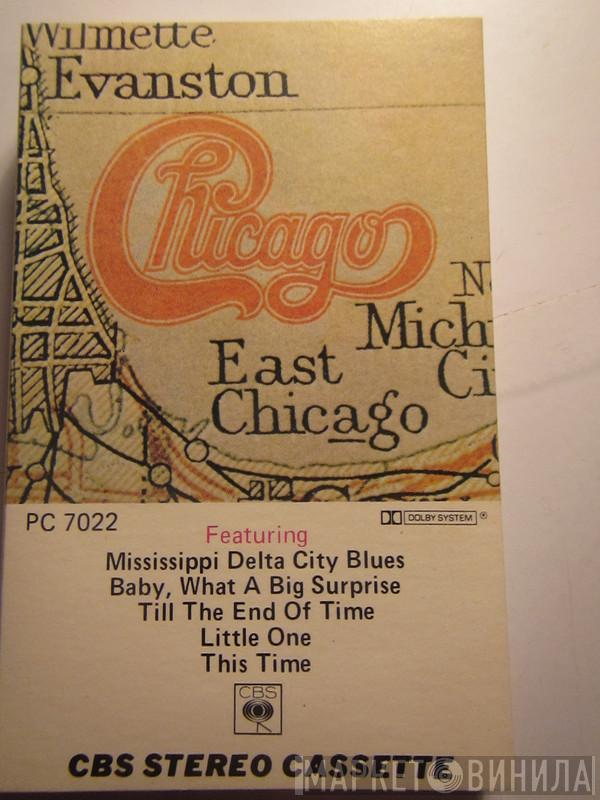 Wilmette
Evanston
Chicago
Mich
East
Ci
Chicago
PC 7022
DOLBY SYSTEM ®
Featuring
Mississippi Delta City Blues
Baby, What A Big Surprise
Till The End Of Time
Little One
This Time
CBS
CBS STEREO CASSETTE
МАРКЕТ ВИНИЛА